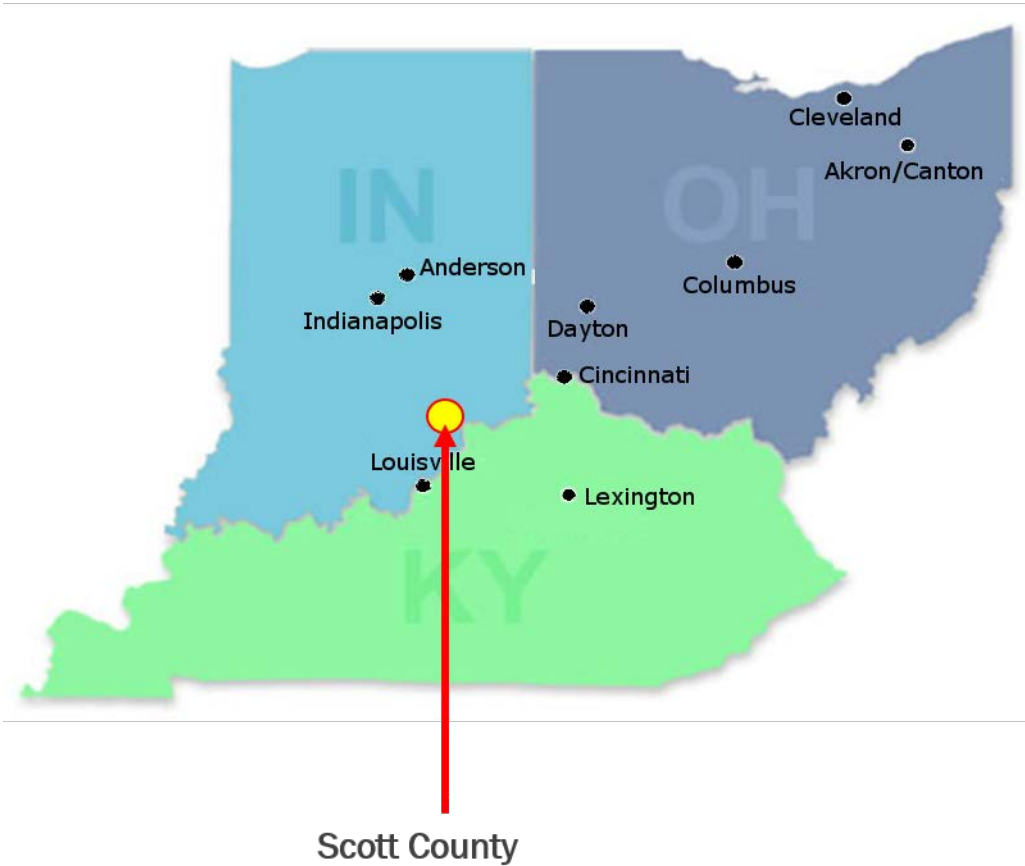 Cleveland
Akron/Canton
IN
OH
Anderson
Columbus
Indianapolis
Dayton
Cincinnati
Louisville
Lexington
KY
Scott County